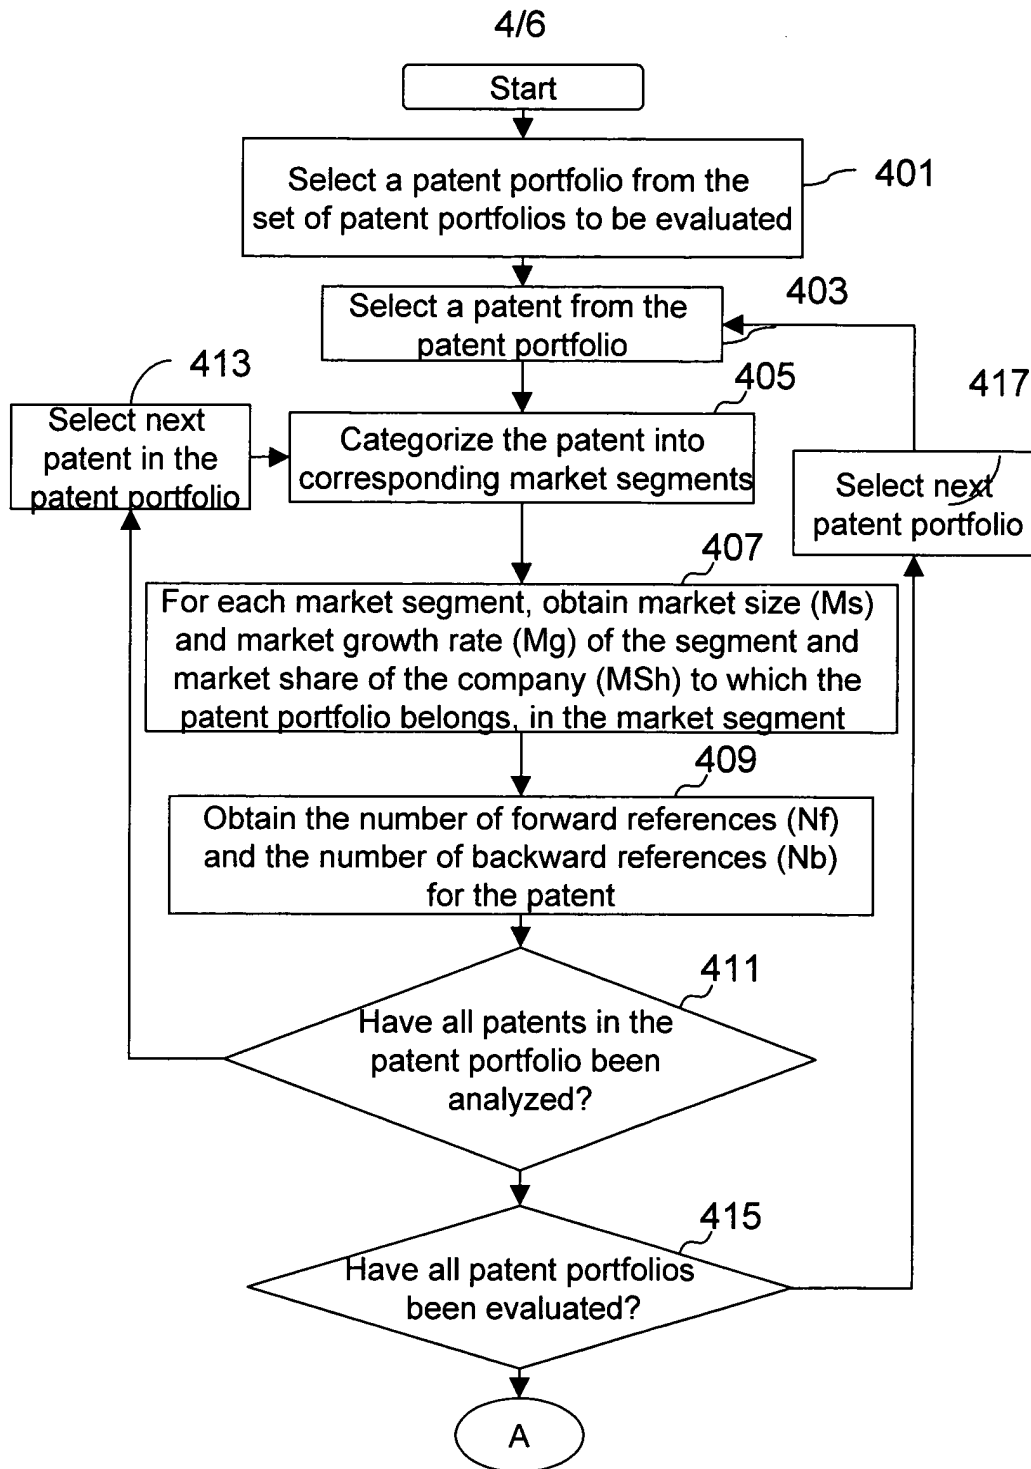 4/6
Start
Select a patent portfolio from the
set of patent portfolios to be evaluated
401
Select a patent from the
patent portfolio
403
413
Select next
patent in the
patent portfolio
405
Categorize the patent into
corresponding market segments
417
Select next
patent portfolio
407
For each market segment, obtain market size (Ms)
and market growth rate (Mg) of the segment and
market share of the company (MSh) to which the
patent portfolio belongs, in the market segment
409
Obtain the number of forward references (Nf)
and the number of backward references (Nb)
for the patent
411
Have all patents in the
patent portfolio been
analyzed?
415
Have all patent portfolios
been evaluated?
A